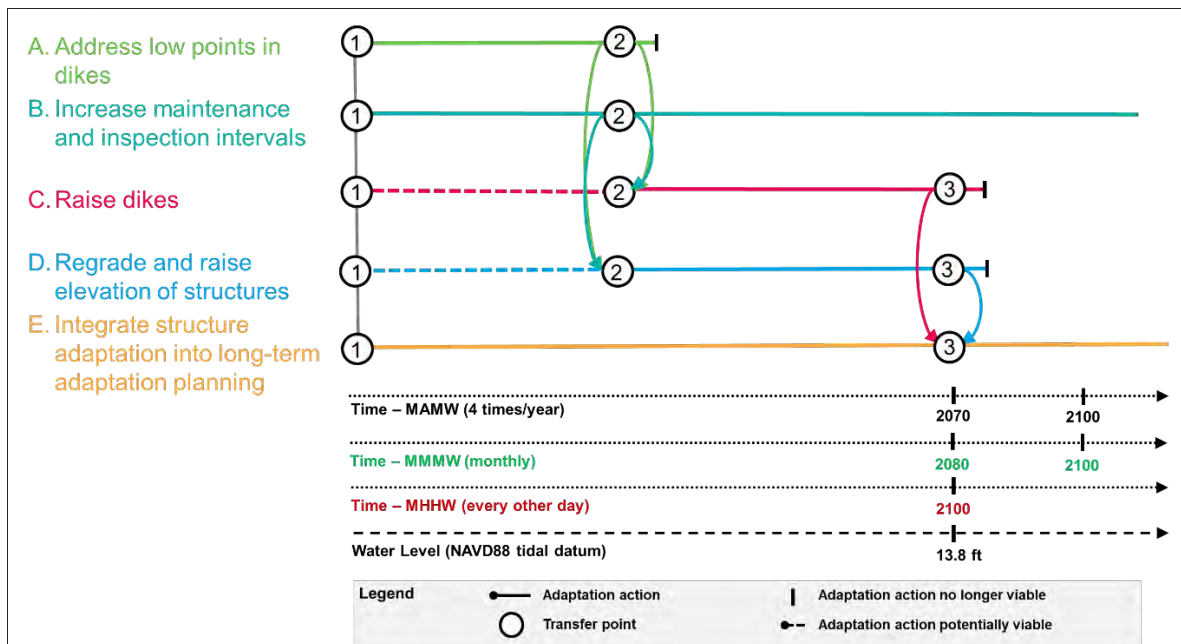 A. Address low points in
dikes
B. Increase maintenance
and inspection intervals
C. Raise dikes
D. Regrade and raise
elevation of structures
E. Integrate structure
adaptation into long-term
adaptation planning
1 2
1 2
1 2 3
1 2 3
1 3
Time – MAMW (4 times/year)
2070 2100
Time – MMMW (monthly)
2080 2100
Time – MHHW (every other day)
2100
Water Level (NAVD88 tidal datum)
13.8 ft
Legend
Adaptation action
Adaptation action no longer viable
Transfer point
Adaptation action potentially viable